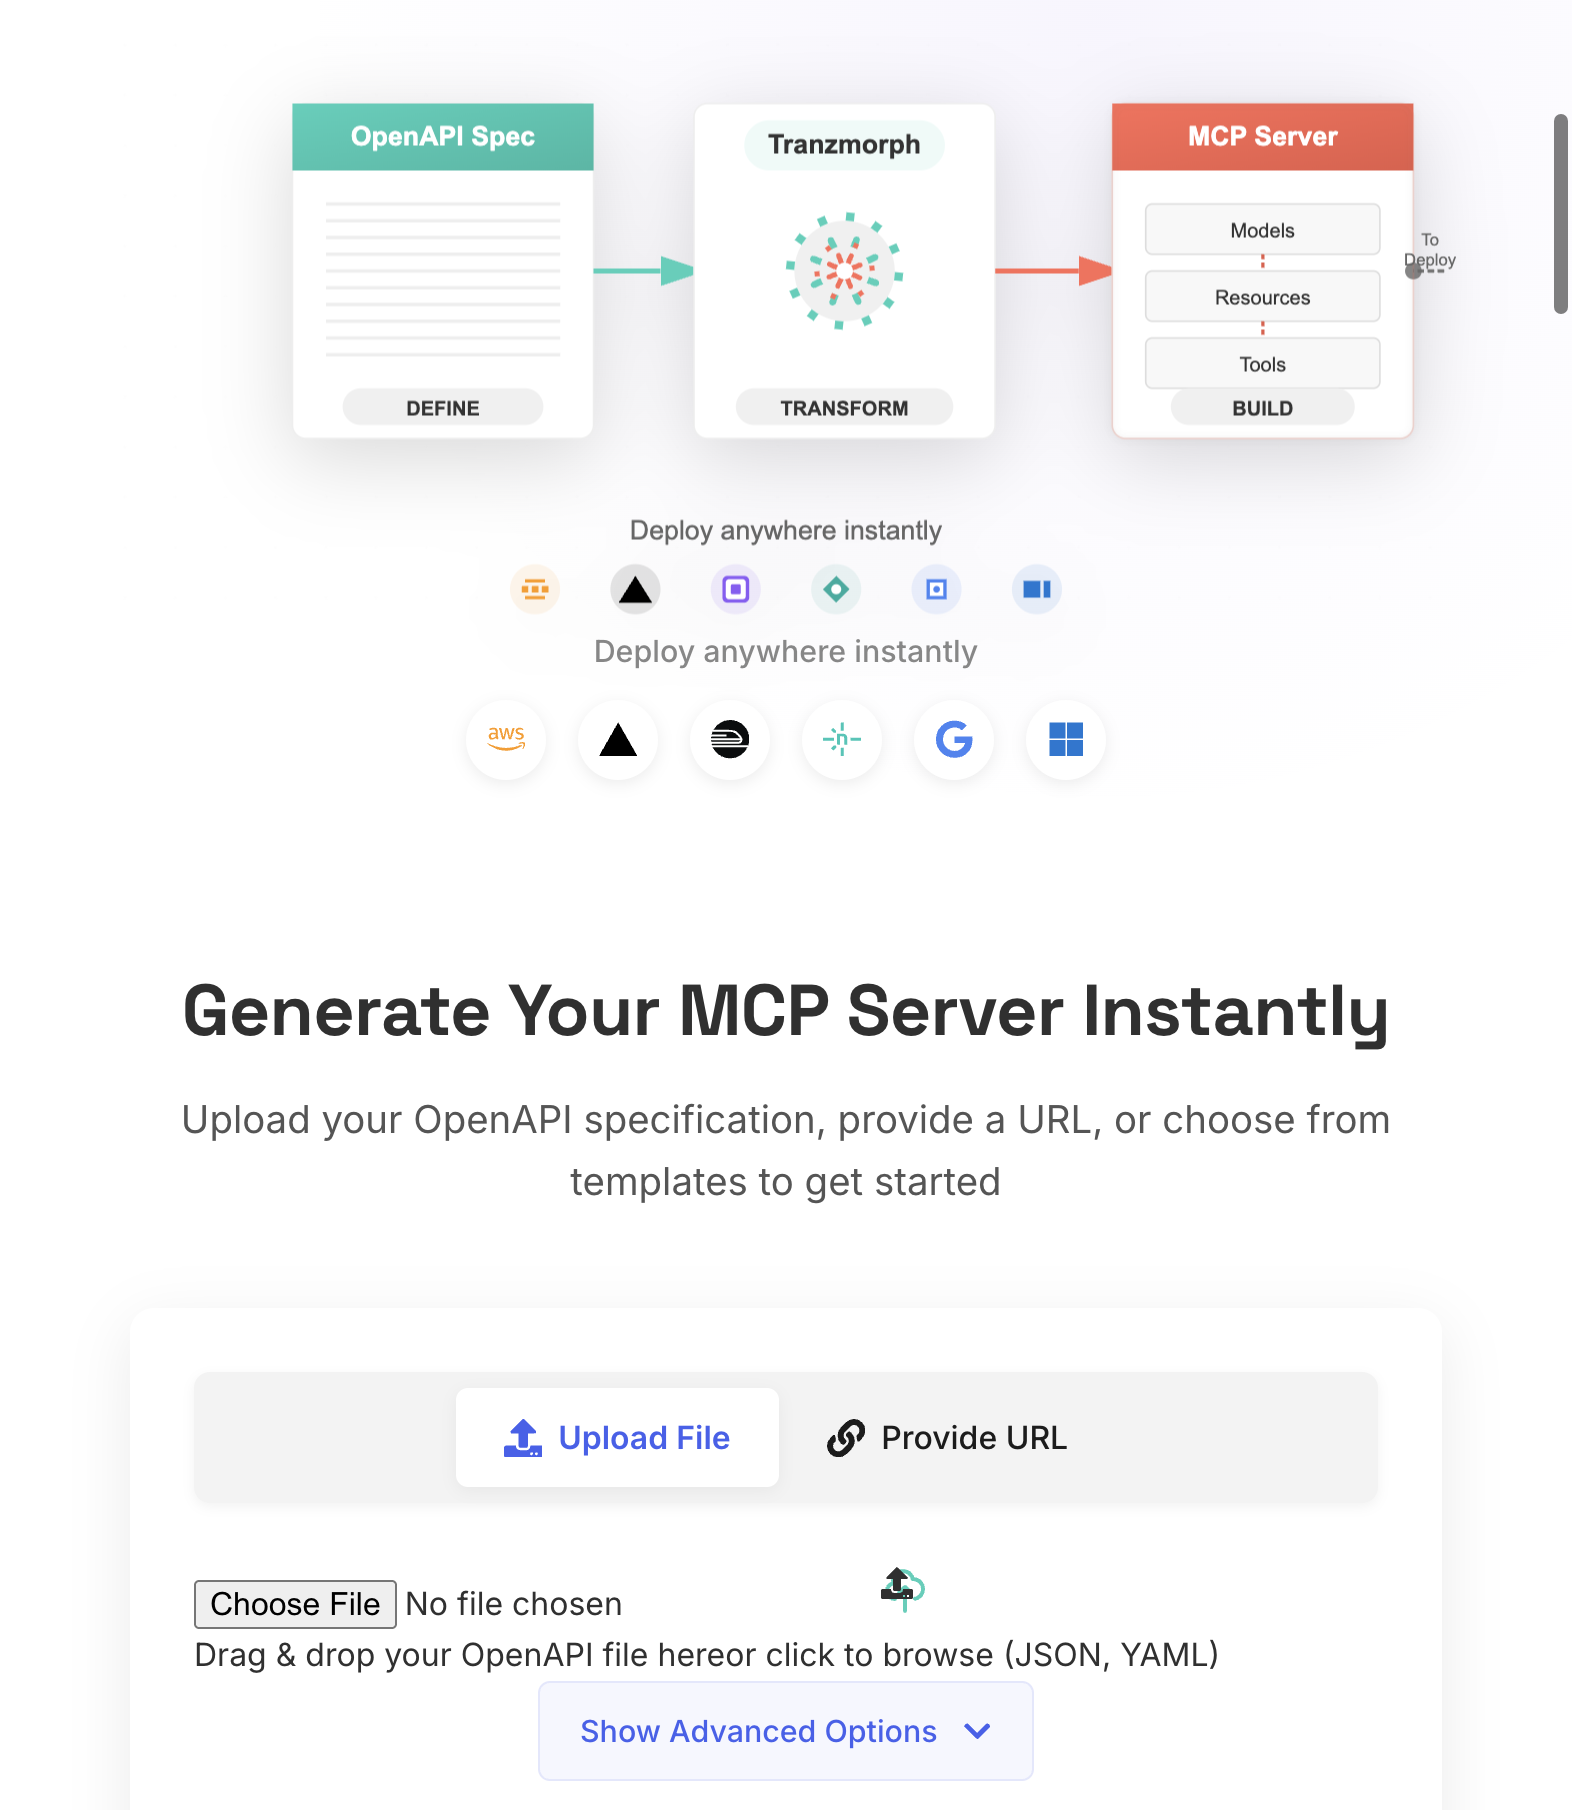 OpenAPI Spec
Tranzmorph
MCP Server
Models
To
Deploy
Resources
Tools
DEFINE
TRANSFORM
BUILD
Deploy anywhere instantly
Deploy anywhere instantly
aws
n
G
Generate Your MCP Server Instantly
Upload your OpenAPI specification, provide a URL, or choose from
templates to get started
Upload File
Provide URL
Choose File No file chosen
Drag & drop your OpenAPI file hereor click to browse (JSON, YAML)
Show Advanced Options